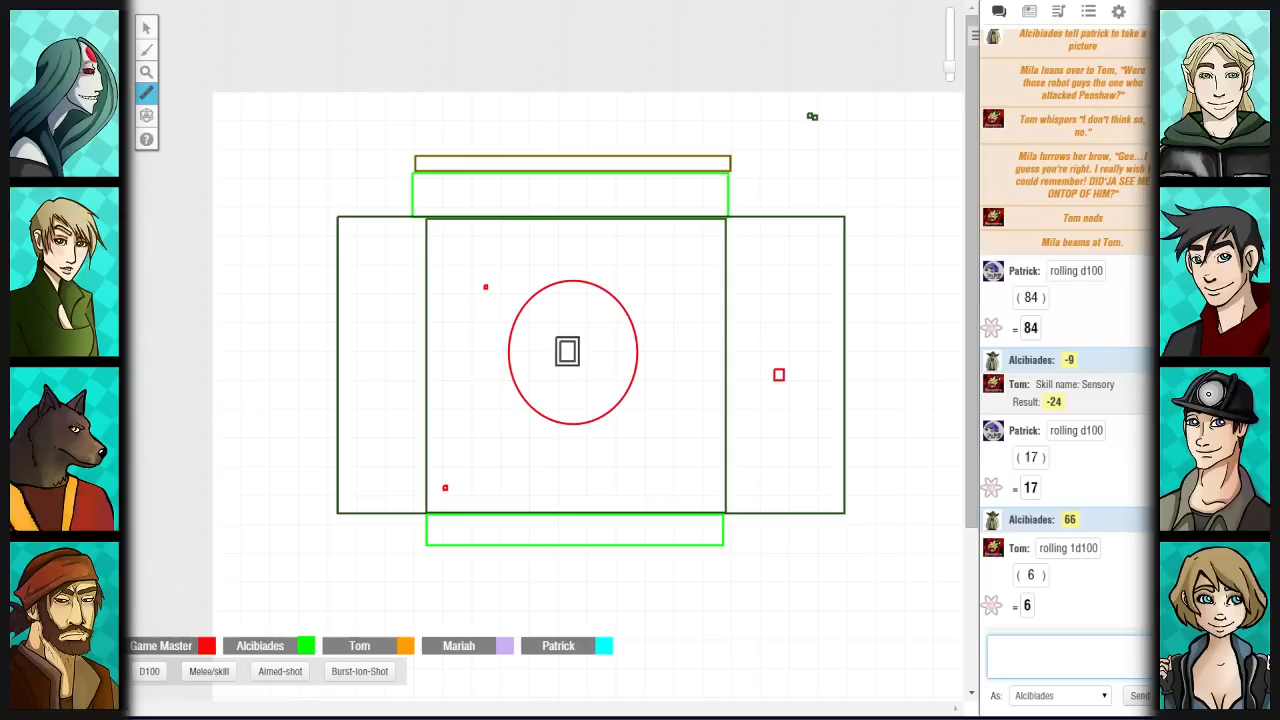 Alcibiades tell patrick to take a
picture
Mila leans over to Tom, "Were
those robot guys the one who
attacked Penshaw?"
Tom whispers "I don't think so,
no."
Mila furrows her brow, "Gee...I
guess you're right. I really wish I
could remember! DID'JA SEE ME
ONTOP OF HIM?"
Tom nods
Mila beams at Tom.
Patrick: rolling d100
( 84 )
= 84
Alcibiades: -9
Tom: Skill name: Sensory
Result: -24
Patrick: rolling d100
( 17 )
= 17
Alcibiades: 66
Tom: rolling 1d100
( 6 )
= 6
Game Master Alcibiades Tom Mariah Patrick
D100 Melee/skill Aimed-shot Burst-Ion-Shot
As: Alcibiades Send